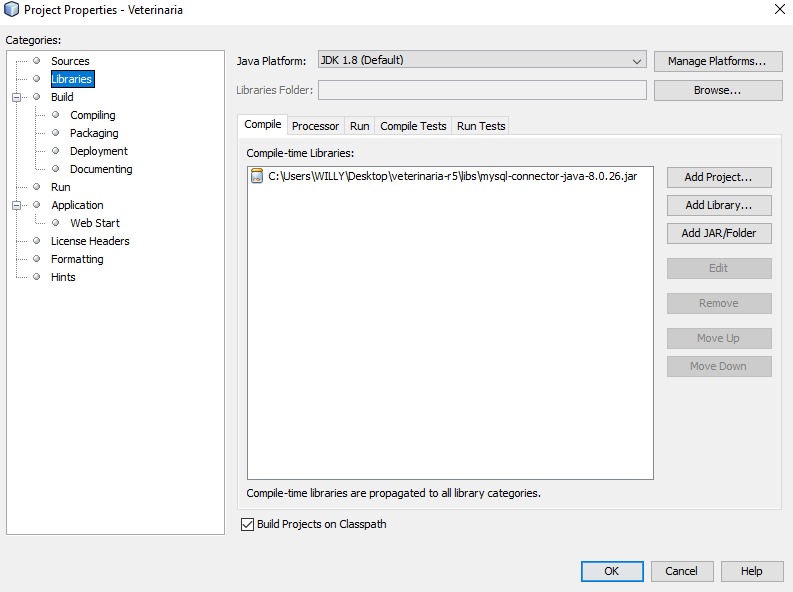 Project Properties - Veterinaria
Categories:
Sources
Libraries
Build
Compiling
Packaging
Deployment
Documenting
Run
Application
Web Start
License Headers
Formatting
Hints
Java Platform: JDK 1.8 (Default) Manage Platforms...
Libraries Folder: Browse...
Compile Processor Run Compile Tests Run Tests
Compile-time Libraries:
C:\Users\WILLY\Desktop\veterinaria-r5\libs\mysql-connector-java-8.0.26.jar
Add Project...
Add Library...
Add JAR/Folder
Edit
Remove
Move Up
Move Down
Compile-time libraries are propagated to all library categories.
Build Projects on Classpath
OK Cancel Help